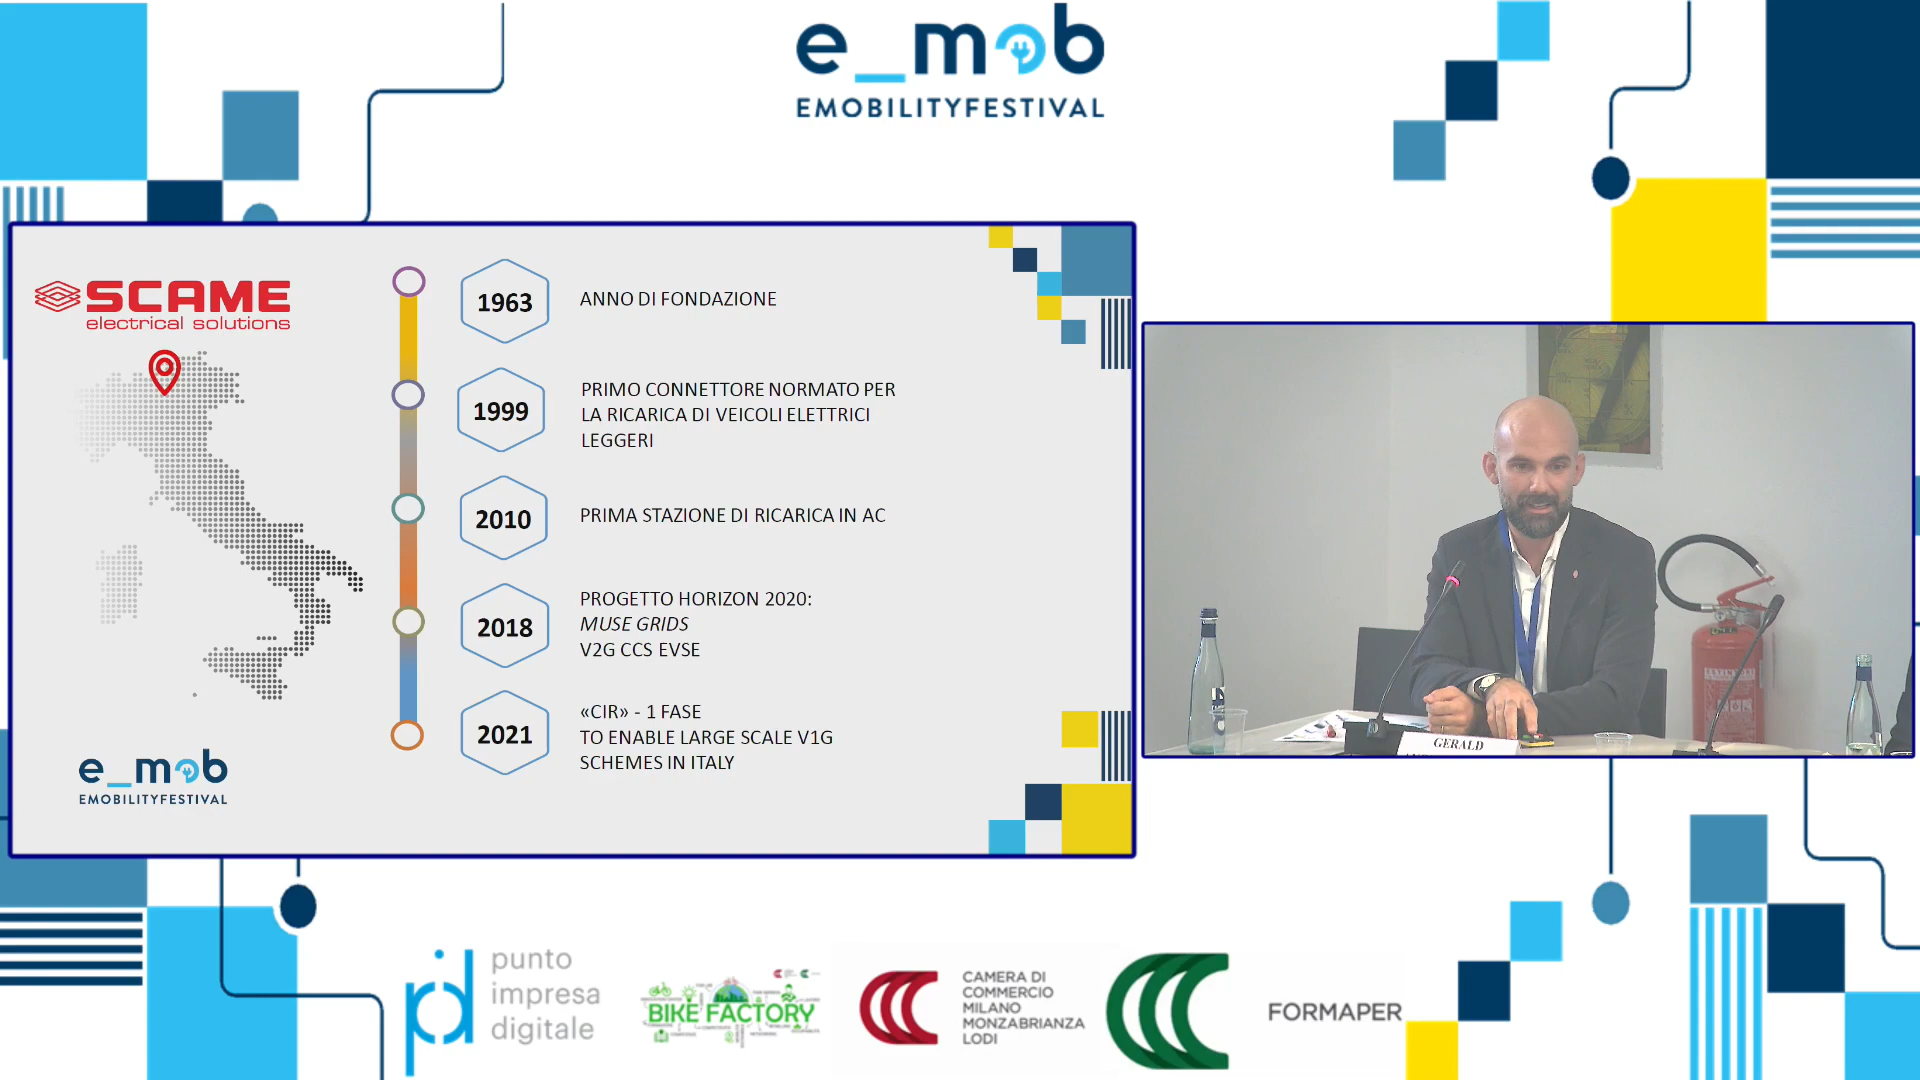 e_mob
EMOBILITYFESTIVAL
SCAME
electrical solutions
1963
ANNO DI FONDAZIONE
1999
PRIMO CONNETTORE NORMATO PER
LA RICARICA DI VEICOLI ELETTRICI
LEGGERI
2010
PRIMA STAZIONE DI RICARICA IN AC
2018
PROGETTO HORIZON 2020:
MUSE GRIDS
V2G CCS EVSE
2021
«CIR» - 1 FASE
TO ENABLE LARGE SCALE V1G
SCHEMES IN ITALY
e_mob
EMOBILITYFESTIVAL
GERALD
punto
impresa
digitale
BIKE FACTORY
CAMERA DI
COMMERCIO
MILANO
MONZABRIANZA
LODI
FORMAPER